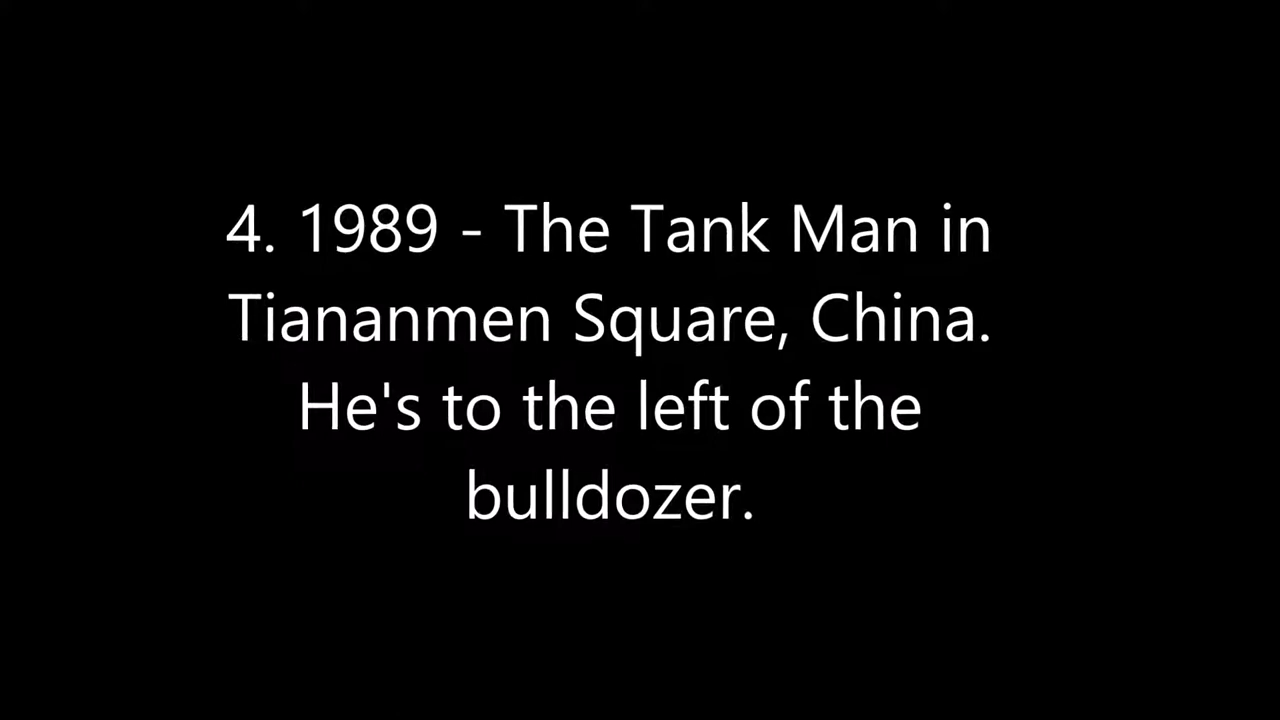 4. 1989 - The Tank Man in
Tiananmen Square, China.
He's to the left of the
bulldozer.